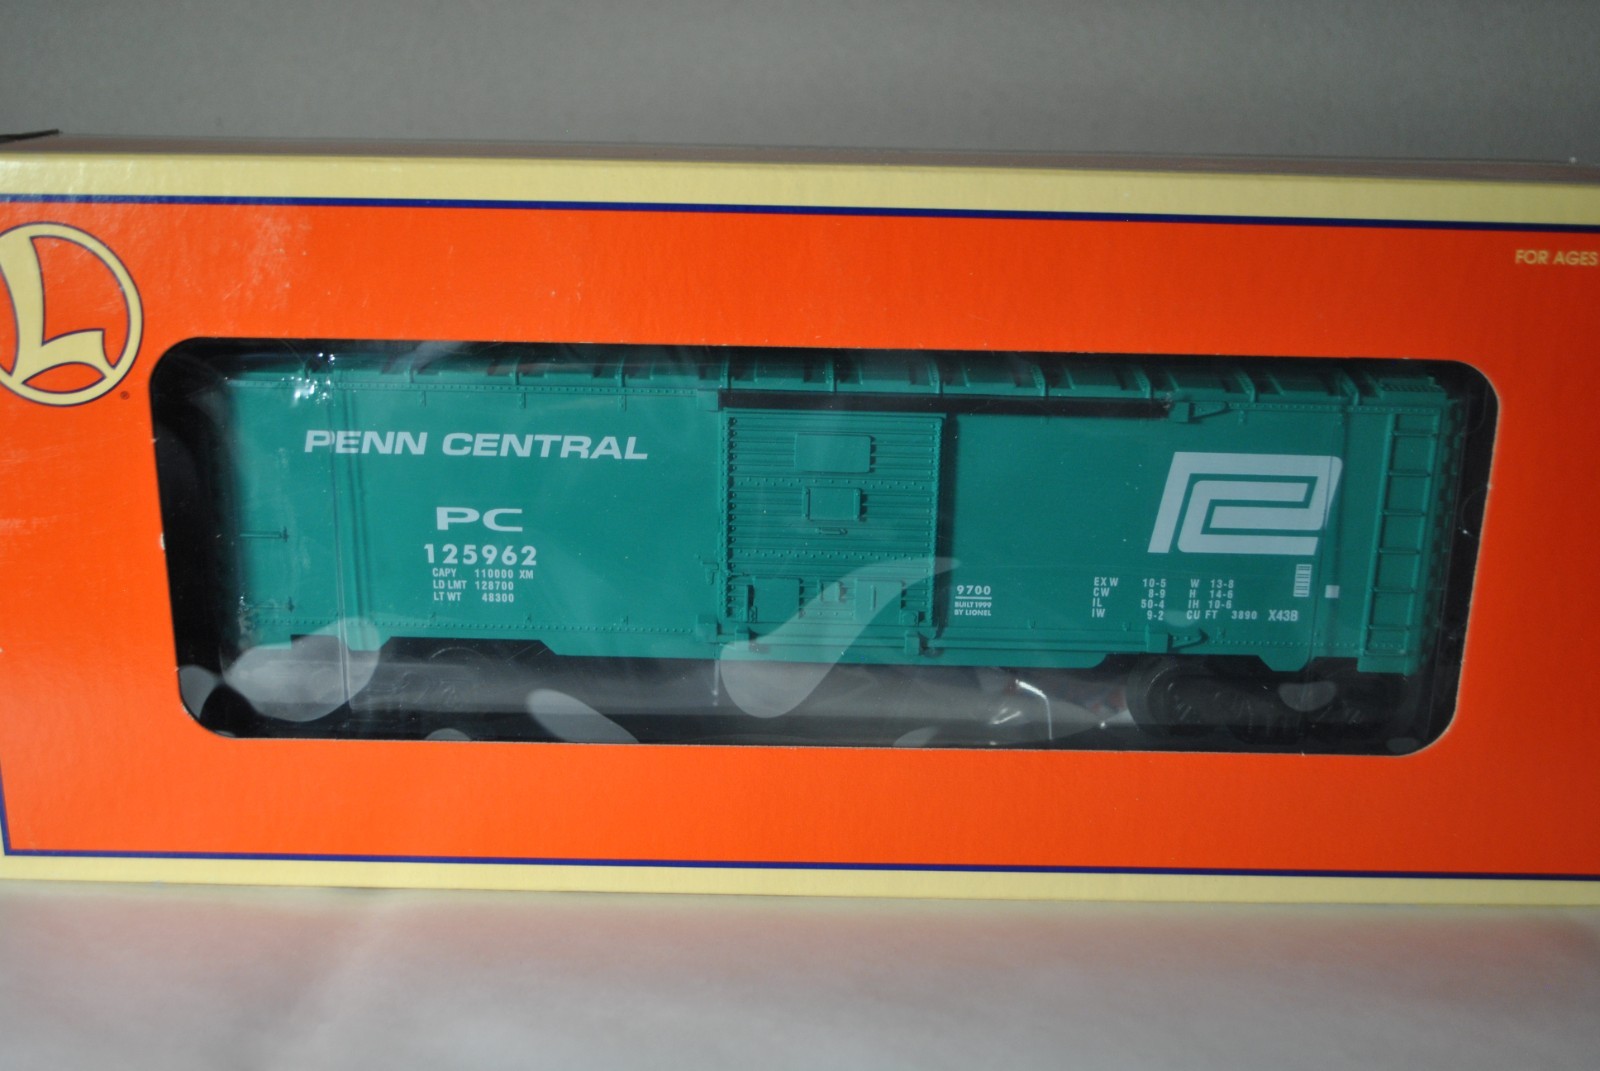 FOR AGES
PENN CENTRAL
PC
125962
CAPY 110000 XM
LD LMT 128700
LT WT 48300
9700
BUILT 1999
BY LIONEL
EX W 10-5 W 13-8
CW 8-9 H 14-6
IL 50-4 IH 10-6
IW 9-2 CU FT 3890 X43B